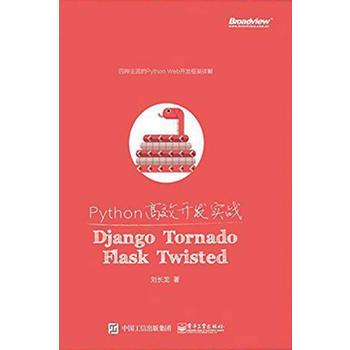 Broadview
四种主流的Python Web开发框架详解
Python高效开发实战
Django Tornado
Flask Twisted
刘长龙 著
中国工信出版集团 电子工业出版社